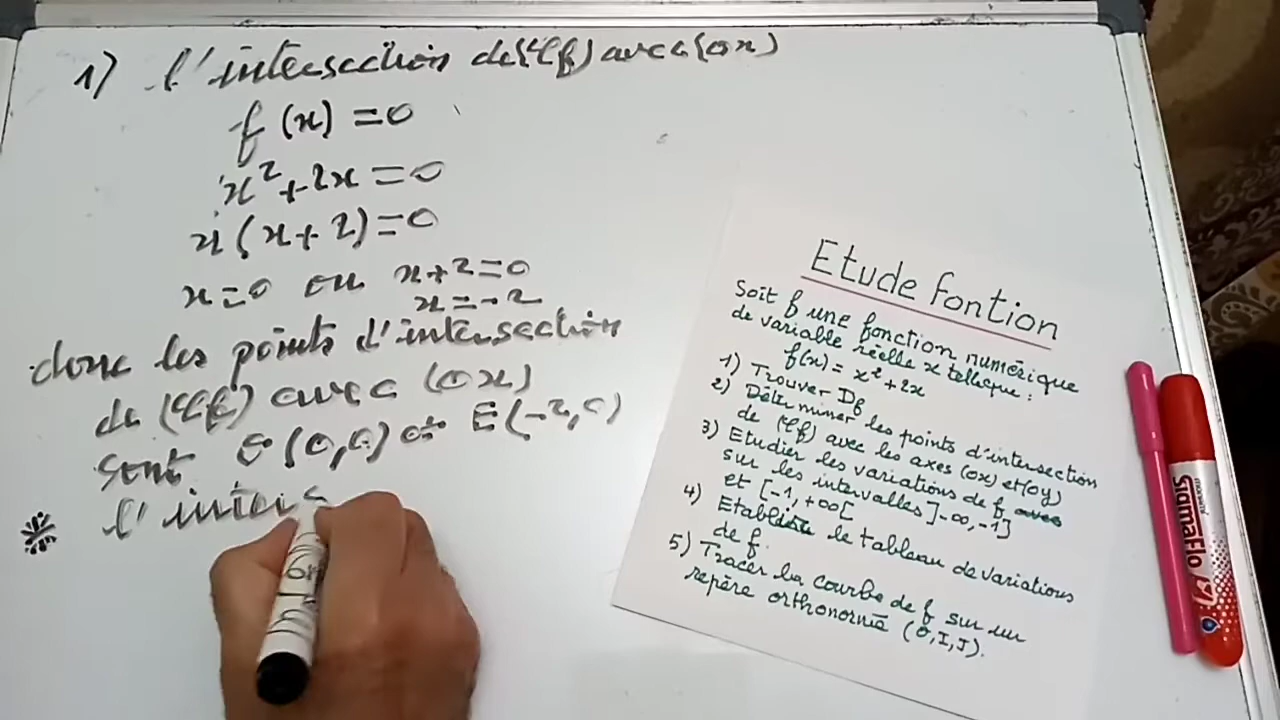 1) l'intersection de (Cf) avec (ox)
f(x) = 0
x² + 2x = 0
x(x + 2) = 0
x = 0 ou x + 2 = 0
x = -2
donc les points d'intersection
de (Cf) avec (ox)
sont O(0,0) et E(-2,0)
* l'inters
Etude fontion
Soit f une fonction numérique
de variable réelle x telleque :
f(x) = x² + 2x
1) Trouver Df
2) Déterminer les points d'intersection
de (Cf) avec les axes (ox) et (oy)
3) Etudier les variations de f
sur les intervalles ]-∞, -1]
et [-1, +∞[
4) Etablir le tableau de variations
de f.
5) Tracer la courbe de f sur un
repère orthonormé (O, I, J).
SiamaFlo